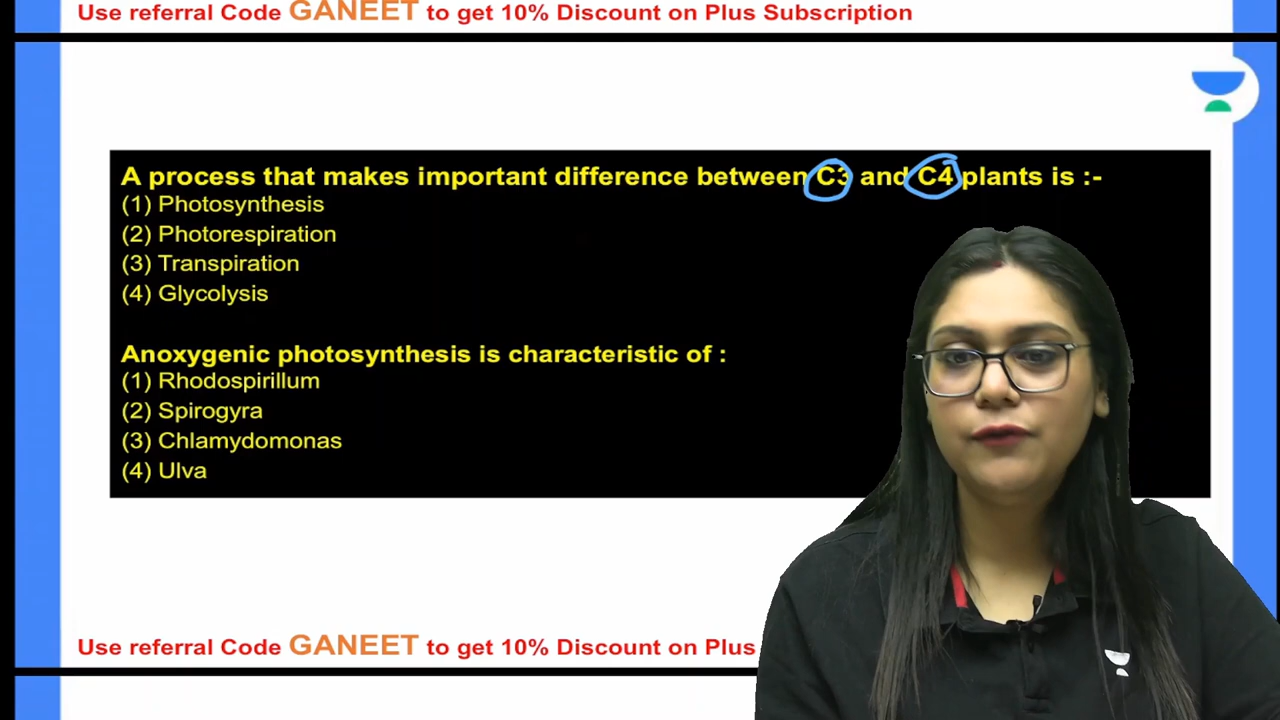 Use referral Code GANEET to get 10% Discount on Plus Subscription
A process that makes important difference between C3 and C4 plants is :-
(1) Photosynthesis
(2) Photorespiration
(3) Transpiration
(4) Glycolysis
Anoxygenic photosynthesis is characteristic of :
(1) Rhodospirillum
(2) Spirogyra
(3) Chlamydomonas
(4) Ulva
Use referral Code GANEET to get 10% Discount on Plus